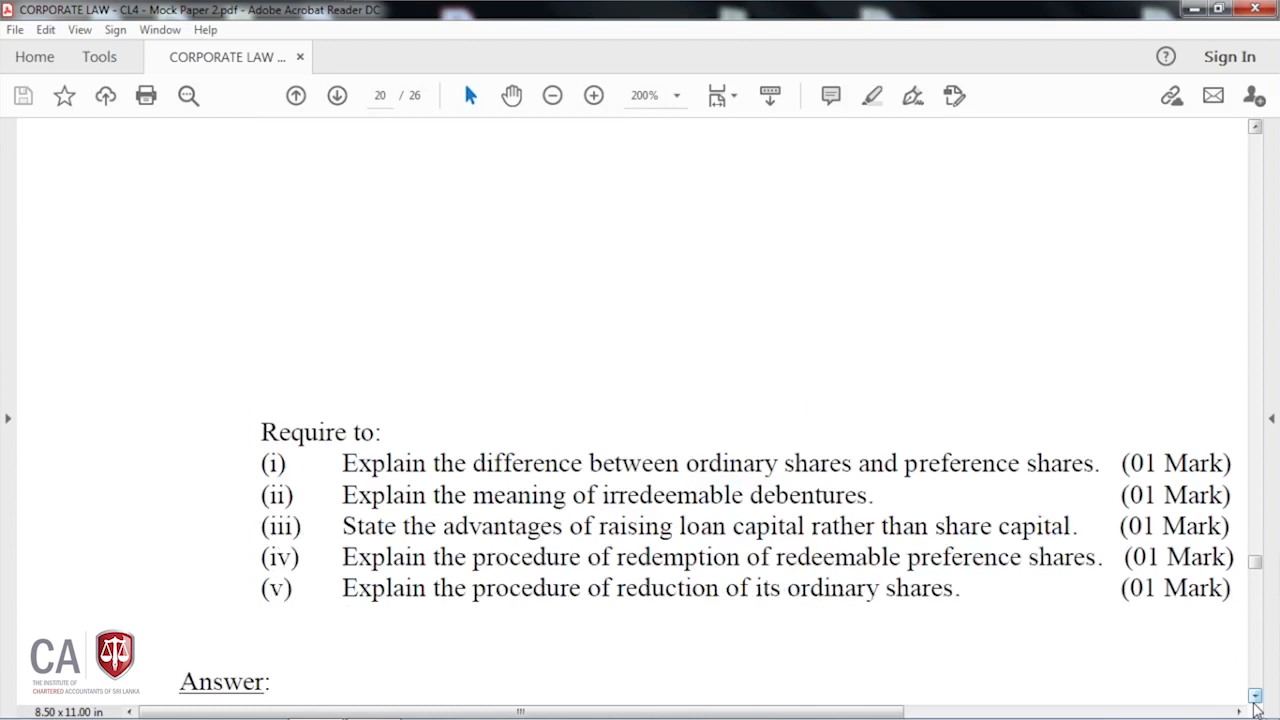 CORPORATE LAW - CL4 - Mock Paper 2.pdf - Adobe Acrobat Reader DC
File Edit View Sign Window Help
Home Tools CORPORATE LAW ... × Sign In
20 / 26 200%
Require to:
(i) Explain the difference between ordinary shares and preference shares. (01 Mark)
(ii) Explain the meaning of irredeemable debentures. (01 Mark)
(iii) State the advantages of raising loan capital rather than share capital. (01 Mark)
(iv) Explain the procedure of redemption of redeemable preference shares. (01 Mark)
(v) Explain the procedure of reduction of its ordinary shares. (01 Mark)
CA
THE INSTITUTE OF
CHARTERED ACCOUNTANTS OF SRI LANKA
Answer:
8.50 x 11.00 in